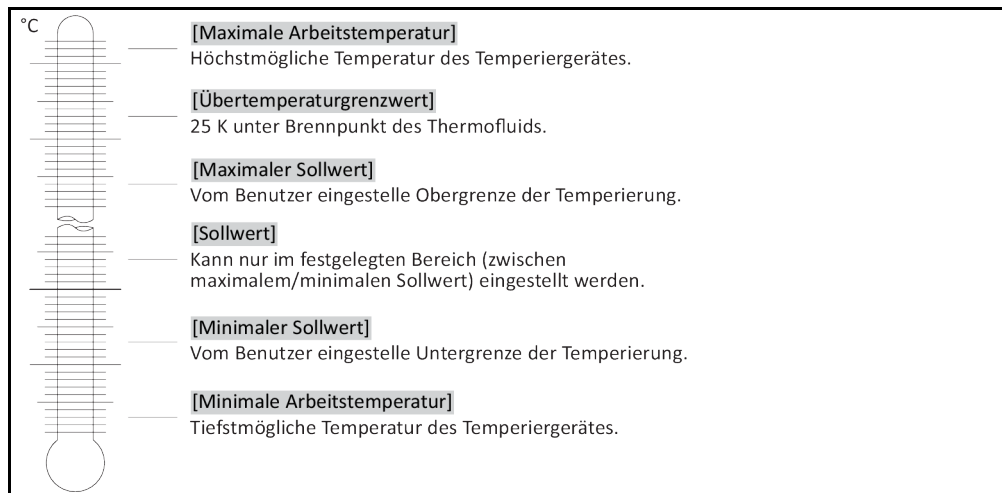 °C
[Maximale Arbeitstemperatur]
Höchstmögliche Temperatur des Temperiergerätes.
[Übertemperaturgrenzwert]
25 K unter Brennpunkt des Thermofluids.
[Maximaler Sollwert]
Vom Benutzer eingestelle Obergrenze der Temperierung.
[Sollwert]
Kann nur im festgelegten Bereich (zwischen
maximalem/minimalen Sollwert) eingestellt werden.
[Minimaler Sollwert]
Vom Benutzer eingestelle Untergrenze der Temperierung.
[Minimale Arbeitstemperatur]
Tiefstmögliche Temperatur des Temperiergerätes.